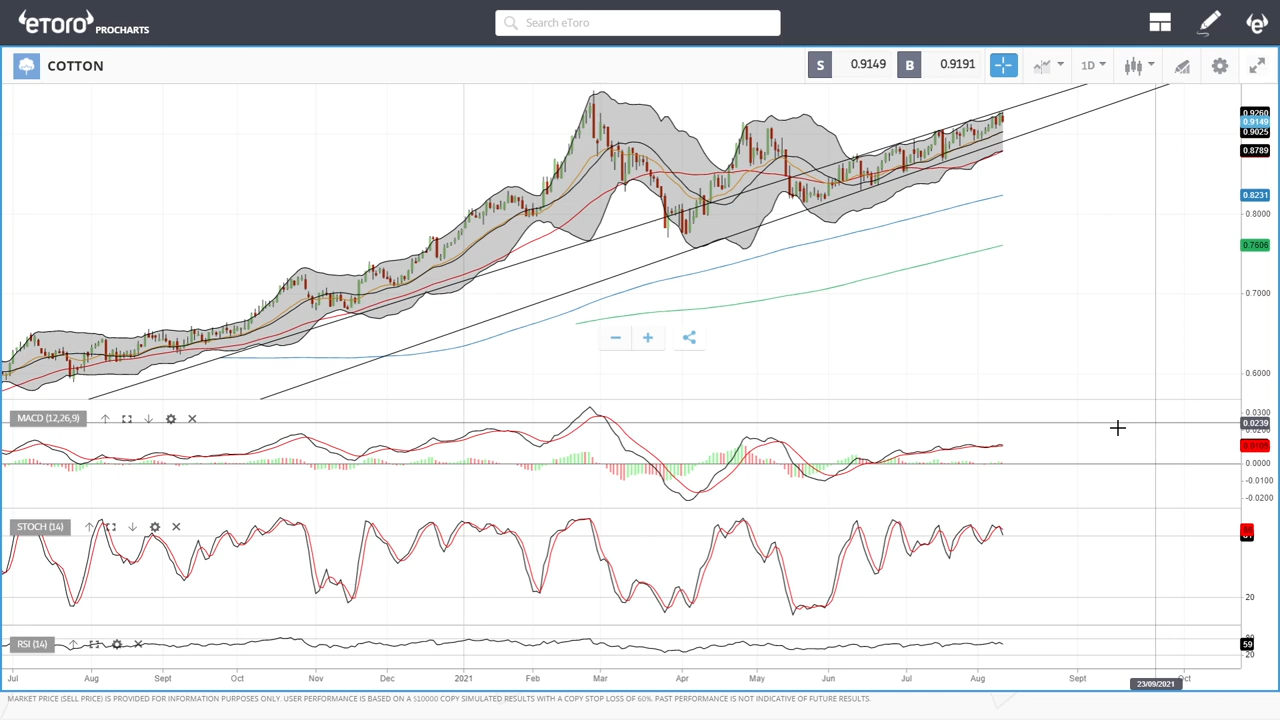 eToro PROCHARTS
Search eToro
COTTON
S 0.9149 B 0.9191
1D
0.9260
0.9149
0.9025
0.8789
0.8231
0.8000
0.7606
0.7000
0.6000
MACD (12,26,9)
0.0300
0.0239
0.0000
-0.0100
-0.0200
STOCH (14)
20
RSI (14)
59
20
Jul Aug Sept Oct Nov Dec 2021 Feb Mar Apr May Jun Jul Aug Sept Oct
23/09/2021
MARKET PRICE (SELL PRICE) IS PROVIDED FOR INFORMATION PURPOSES ONLY. USER PERFORMANCE IS BASED ON A $10000 COPY SIMULATED RESULTS WITH A COPY STOP LOSS OF 60%. PAST PERFORMANCE IS NOT INDICATIVE OF FUTURE RESULTS.